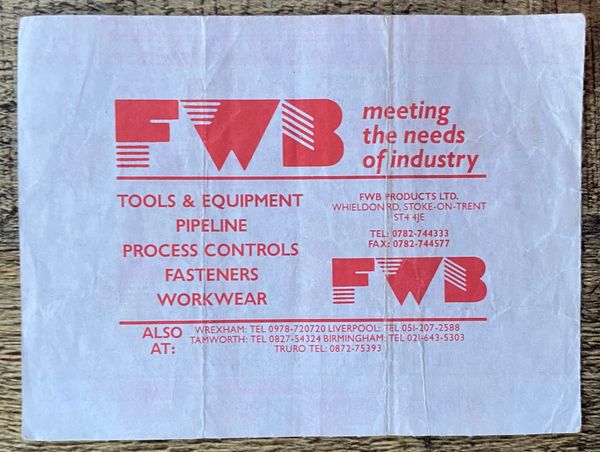 FWB
meeting
the needs
of industry
TOOLS & EQUIPMENT
PIPELINE
PROCESS CONTROLS
FASTENERS
WORKWEAR
FWB PRODUCTS LTD.
WHIELDON RD, STOKE-ON-TRENT
ST4 4JE
TEL: 0782-744333
FAX: 0782-744577
FWB
ALSO AT:
WREXHAM: TEL 0978-720720 LIVERPOOL: TEL 051-207-2588
TAMWORTH: TEL 0827-54324 BIRMINGHAM: TEL 021-643-5303
TRURO TEL: 0872-75393